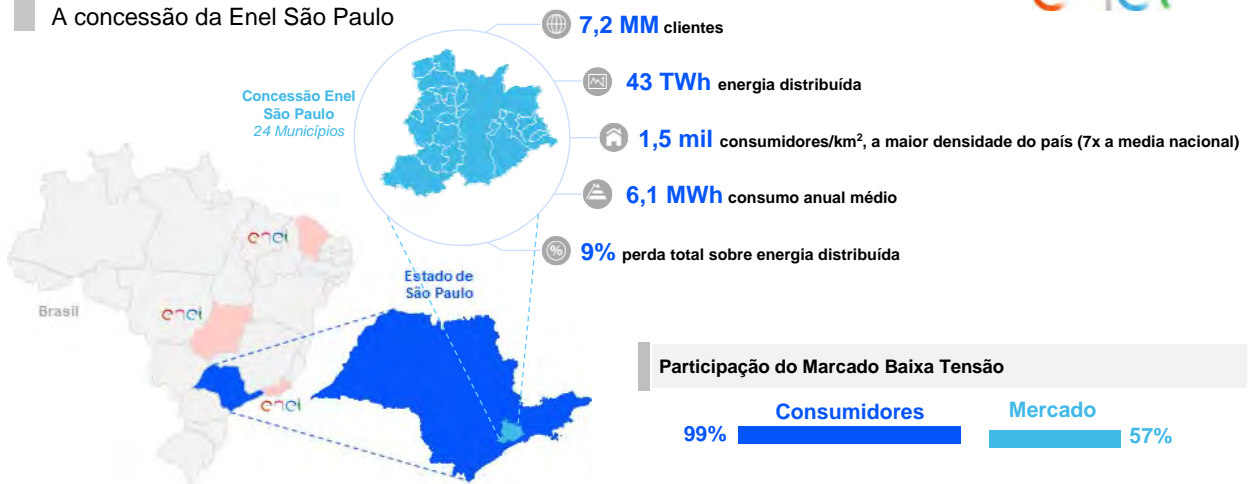 A concessão da Enel São Paulo
enel
7,2 MM clientes
Concessão Enel
São Paulo
24 Municípios
43 TWh energia distribuída
1,5 mil consumidores/km², a maior densidade do país (7x a media nacional)
6,1 MWh consumo anual médio
9% perda total sobre energia distribuída
enel
Estado de
São Paulo
Brasil
enel
enel
Participação do Marcado Baixa Tensão
Consumidores
Mercado
99%
57%